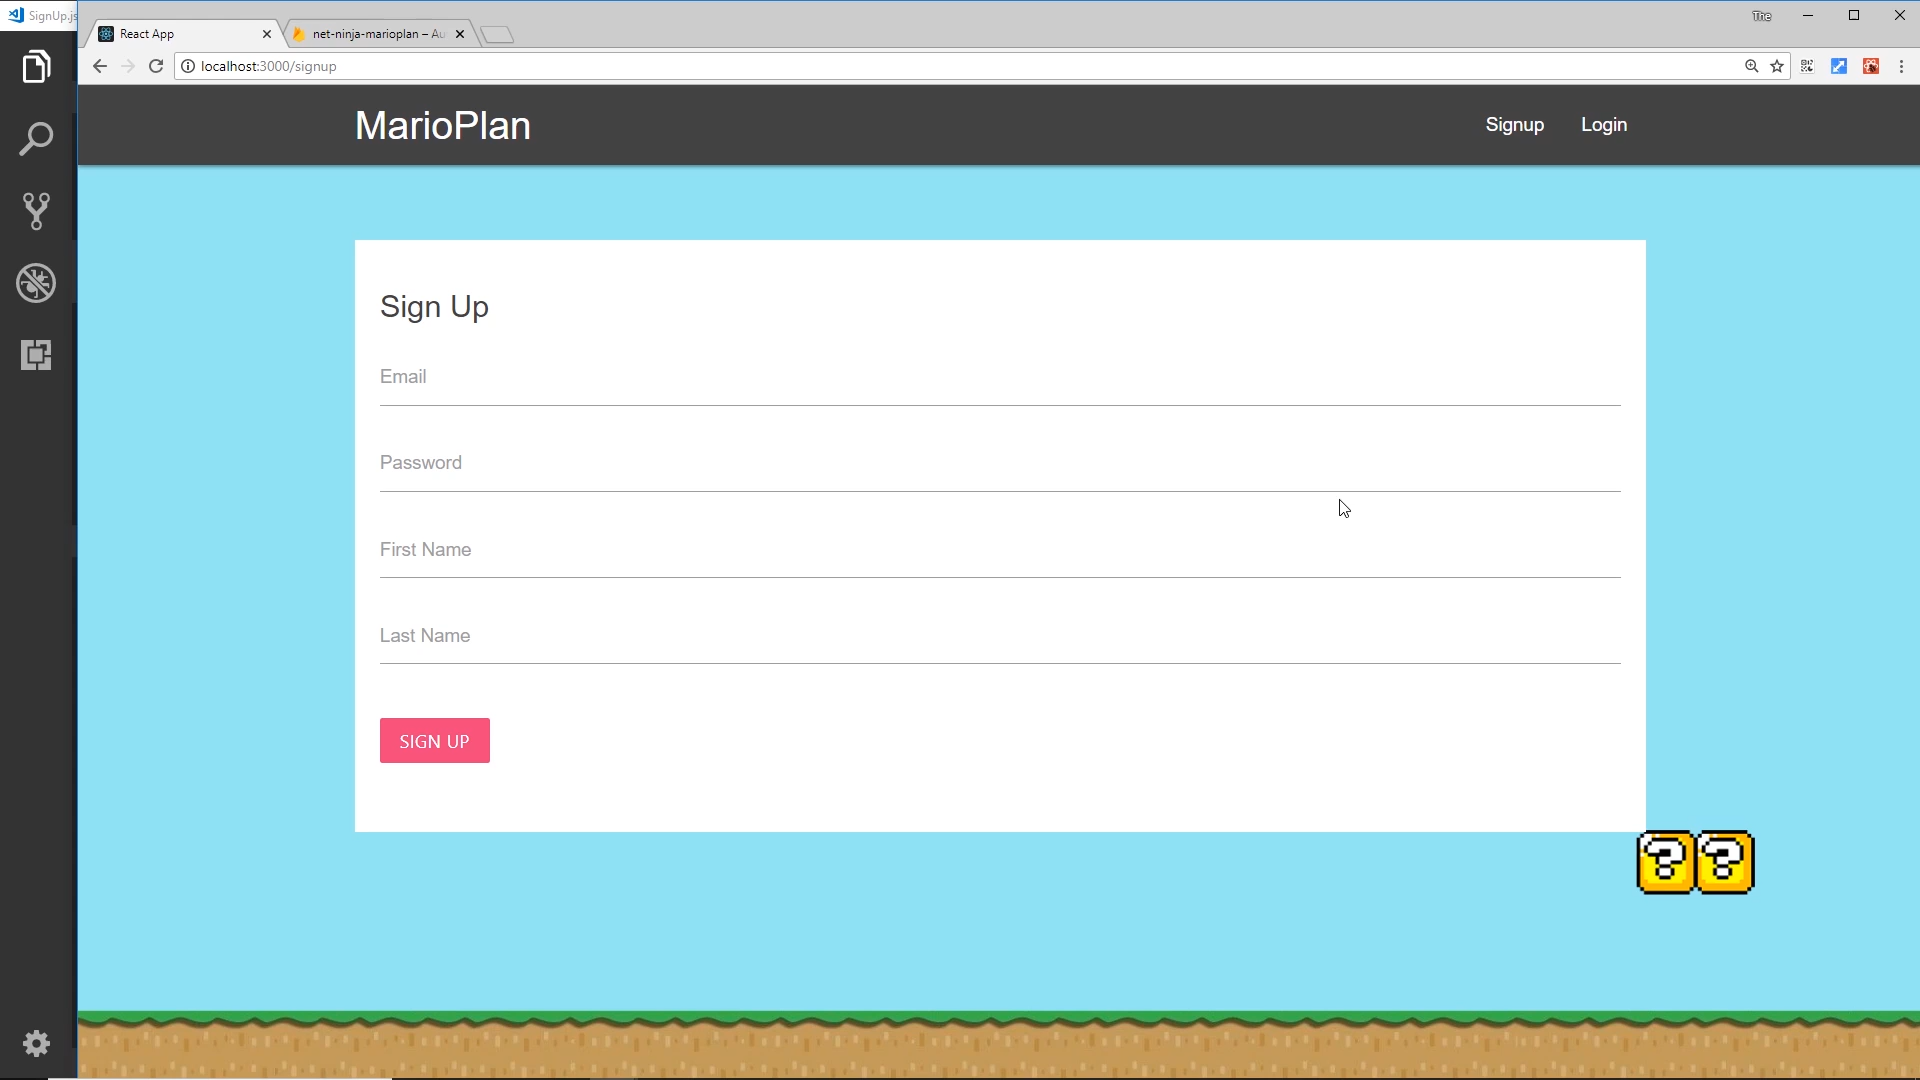 SignUp.js
React App
net-ninja-marioplan – Au
The
localhost:3000/signup
MarioPlan
Signup
Login
Sign Up
Email
Password
First Name
Last Name
SIGN UP
? ?